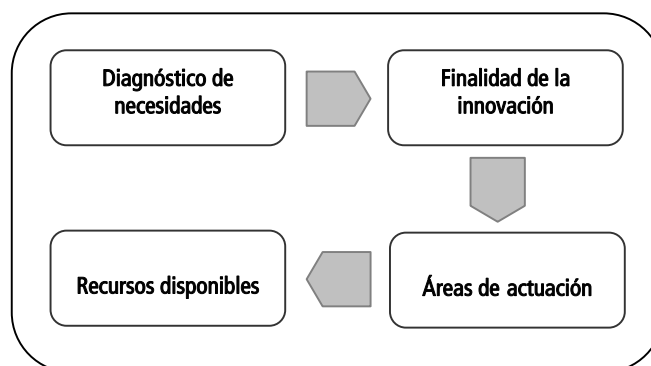 Diagnóstico de
necesidades
Finalidad de la
innovación
Áreas de actuación
Recursos disponibles